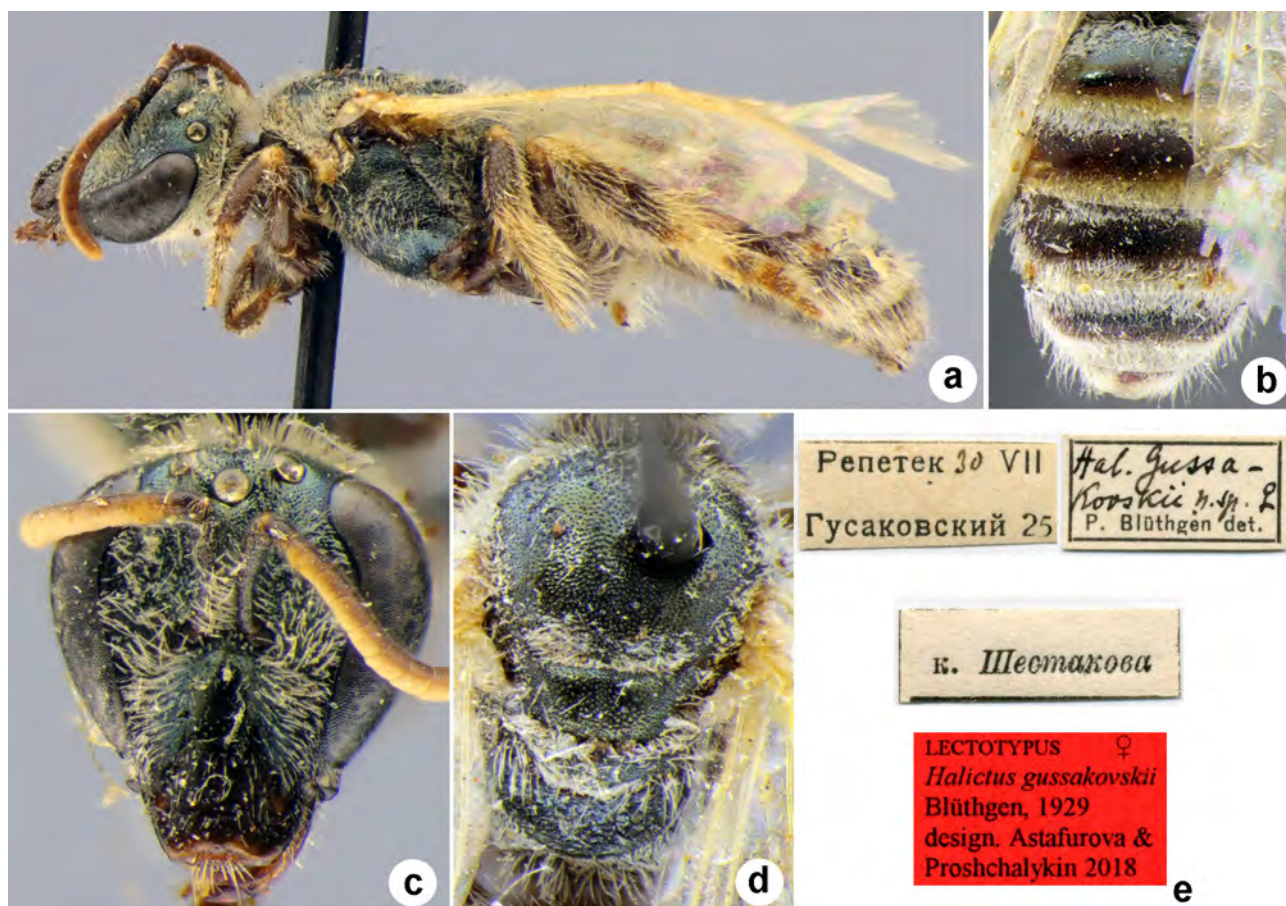 a
b
c
d
Репетек 30 VII
Гусаковский 25
Hal. Gussa-
kovskii n.sp. ♀
P. Blüthgen det.
к. Шестакова
LECTOTYPUS ♀
Halictus gussakovskii
Blüthgen, 1929
design. Astafurova &
Proshchalykin 2018
e